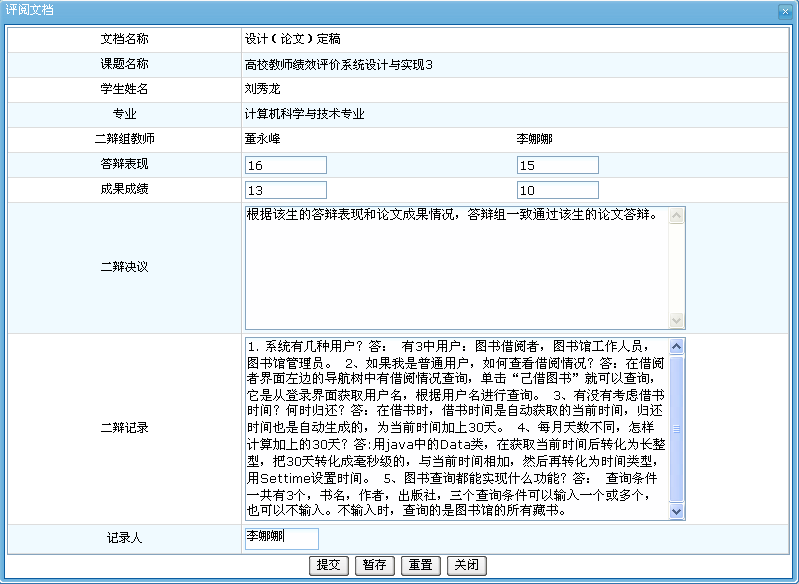 评阅文档
文档名称 设计（论文）定稿
课题名称 高校教师绩效评价系统设计与实现3
学生姓名 刘秀龙
专业 计算机科学与技术专业
二辩组教师 董永峰 李娜娜
答辩表现 16 15
成果成绩 13 10
二辩决议 根据该生的答辩表现和论文成果情况，答辩组一致通过该生的论文答辩。
二辩记录
1. 系统有几种用户？答： 有3中用户：图书借阅者，图书馆工作人员，
图书馆管理员。 2、如果我是普通用户，如何查看借阅情况？答：在借阅
者界面左边的导航树中有借阅情况查询，单击“己借图书”就可以查询，
它是从登录界面获取用户名，根据用户名进行查询。 3、有没有考虑借书
时间？何时归还？答：在借书时，借书时间是自动获取的当前时间，归还
时间也是自动生成的，为当前时间加上30天。 4、每月天数不同，怎样
计算加上的30天？答:用java中的Data类，在获取当前时间后转化为长整
型，把30天转化成毫秒级的，与当前时间相加，然后再转化为时间类型，
用Settime设置时间。 5、图书查询都能实现什么功能？答： 查询条件
一共有3个，书名，作者，出版社，三个查询条件可以输入一个或多个，
也可以不输入。不输入时，查询的是图书馆的所有藏书。
记录人 李娜娜
提交 暂存 重置 关闭